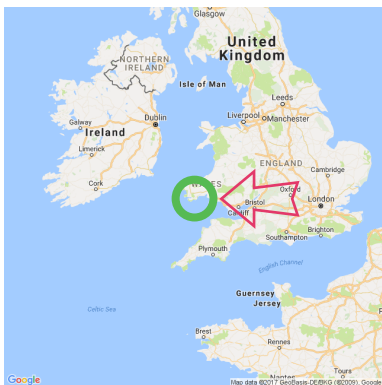 Glasgow
United
Kingdom
NORTHERN
IRELAND
Isle of Man
Leeds
Liverpool
Manchester
Dublin
Galway
Ireland
Limerick
ENGLAND
Cambridge
WALES
Cork
Oxford
London
Bristol
Cardiff
Brighton
Southampton
Plymouth
English Channel
Guernsey
Jersey
Celtic Sea
Brest
Rennes
Tours
Nantes
Google
Map data ©2017 GeoBasis-DE/BKG (©2009), Google